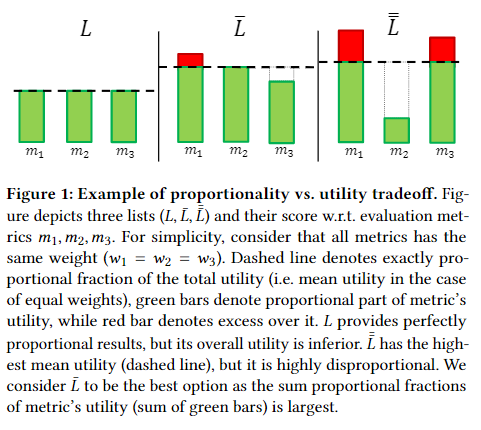 L L̄ L̿
m₁ m₂ m₃ m₁ m₂ m₃ m₁ m₂ m₃
Figure 1: Example of proportionality vs. utility tradeoff. Fig-
ure depicts three lists (L, L̄, L̿) and their score w.r.t. evaluation met-
rics m₁, m₂, m₃. For simplicity, consider that all metrics has the
same weight (w₁ = w₂ = w₃). Dashed line denotes exactly pro-
portional fraction of the total utility (i.e. mean utility in the case
of equal weights), green bars denote proportional part of metric's
utility, while red bar denotes excess over it. L provides perfectly
proportional results, but its overall utility is inferior. L̿ has the high-
est mean utility (dashed line), but it is highly disproportional. We
consider L̄ to be the best option as the sum proportional fractions
of metric's utility (sum of green bars) is largest.